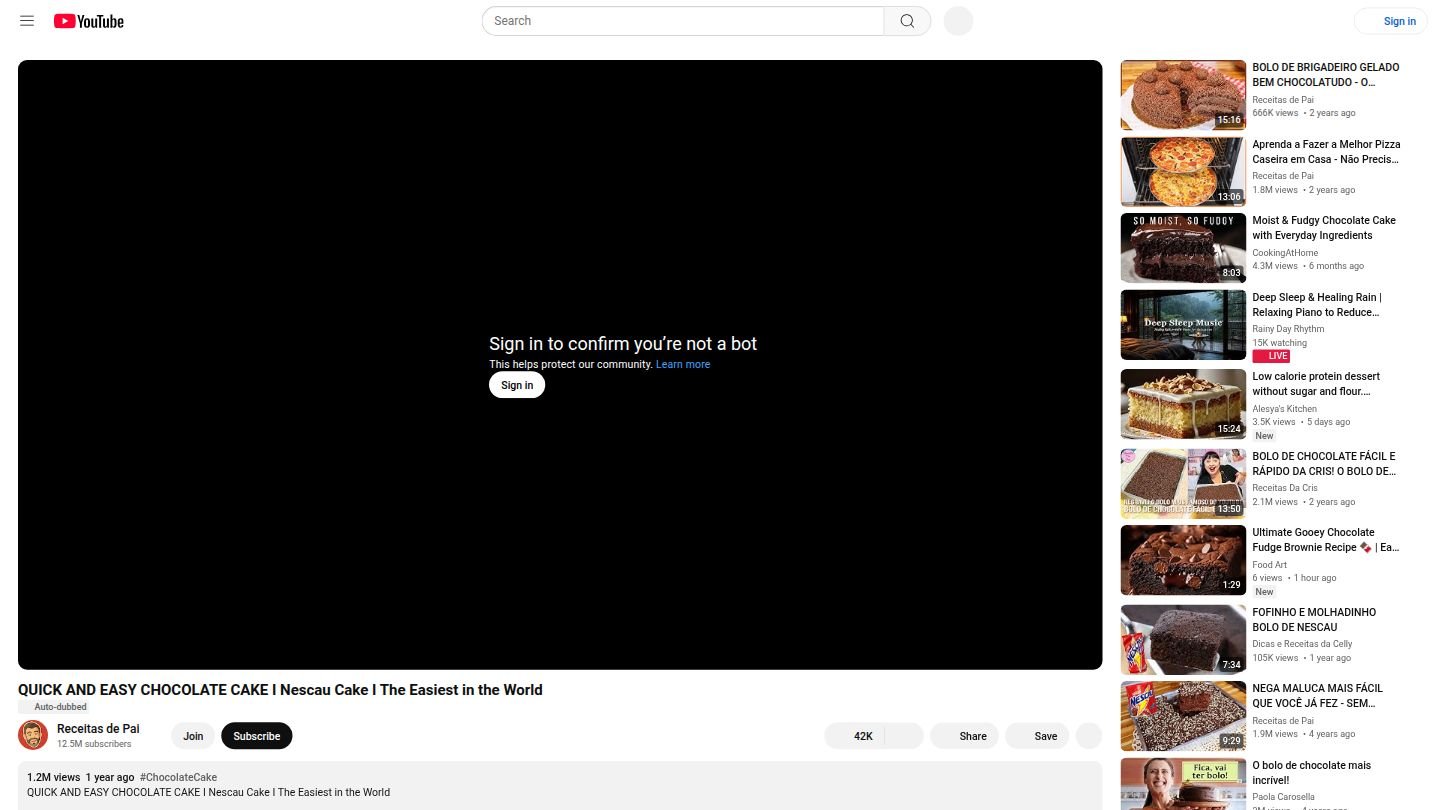 YouTube
Search
Sign in
Sign in to confirm you're not a bot
This helps protect our community. Learn more
Sign in
QUICK AND EASY CHOCOLATE CAKE I Nescau Cake I The Easiest in the World
Auto-dubbed
Receitas de Pai
12.5M subscribers
Join
Subscribe
42K
Share
Save
1.2M views 1 year ago #ChocolateCake
QUICK AND EASY CHOCOLATE CAKE I Nescau Cake I The Easiest in the World
15:16
BOLO DE BRIGADEIRO GELADO
BEM CHOCOLATUDO - O...
Receitas de Pai
666K views • 2 years ago
13:06
Aprenda a Fazer a Melhor Pizza
Caseira em Casa - Não Precis...
Receitas de Pai
1.8M views • 2 years ago
SO MOIST, SO FUDGY
8:03
Moist & Fudgy Chocolate Cake
with Everyday Ingredients
CookingAtHome
4.3M views • 6 months ago
Deep Sleep Music
Deep Sleep & Healing Rain |
Relaxing Piano to Reduce...
Rainy Day Rhythm
15K watching
LIVE
15:24
Low calorie protein dessert
without sugar and flour....
Alesya's Kitchen
3.5K views • 5 days ago
New
13:50
BOLO DE CHOCOLATE FÁCIL E
RÁPIDO DA CRIS! O BOLO DE...
Receitas Da Cris
2.1M views • 2 years ago
1:29
Ultimate Gooey Chocolate
Fudge Brownie Recipe 🍫 | Ea...
Food Art
6 views • 1 hour ago
New
7:34
FOFINHO E MOLHADINHO
BOLO DE NESCAU
Dicas e Receitas da Celly
105K views • 1 year ago
9:29
NEGA MALUCA MAIS FÁCIL
QUE VOCÊ JÁ FEZ - SEM...
Receitas de Pai
1.9M views • 4 years ago
Fica, vai
ter bolo!
O bolo de chocolate mais
incrível!
Paola Carosella